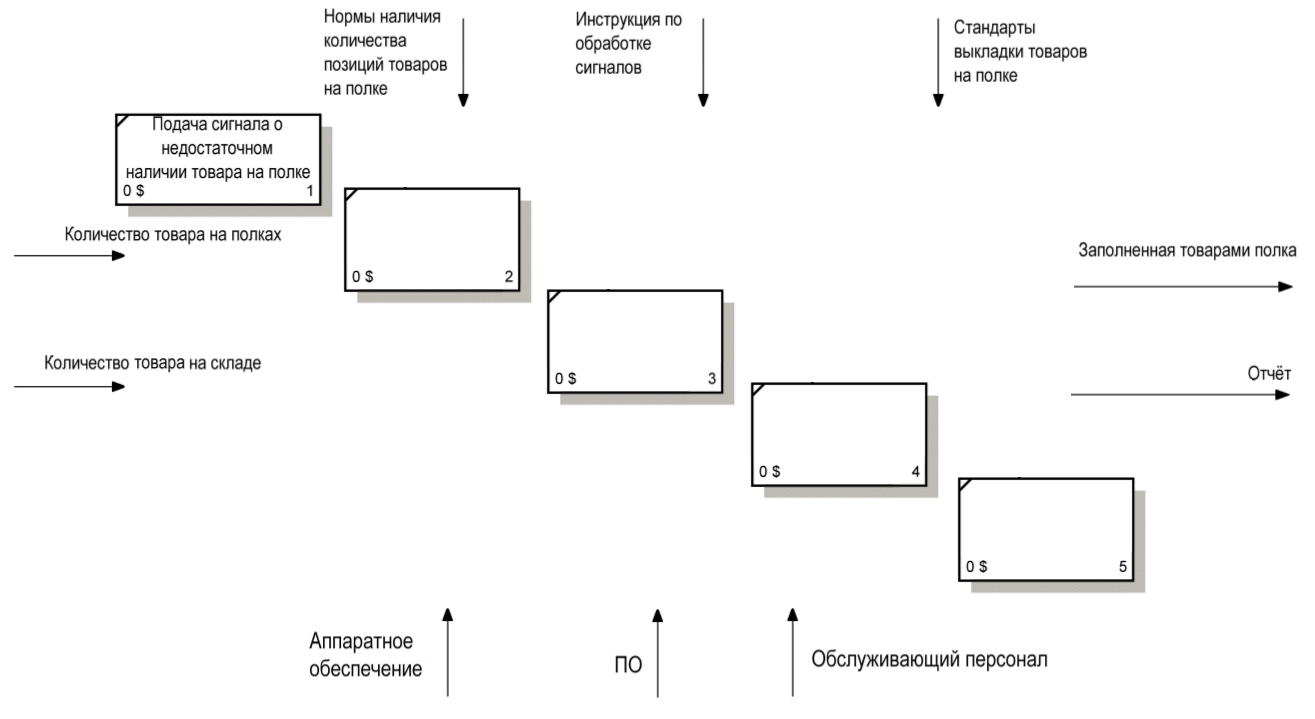 Нормы наличия
количества
позиций товаров
на полке
Инструкция по
обработке
сигналов
Стандарты
выкладки товаров
на полке
Подача сигнала о
недостаточном
наличии товара на полке
0 $ 1
Количество товара на полках
0 $ 2
Заполненная товарами полка
Количество товара на складе
0 $ 3
Отчёт
0 $ 4
0 $ 5
Аппаратное
обеспечение
ПО
Обслуживающий персонал